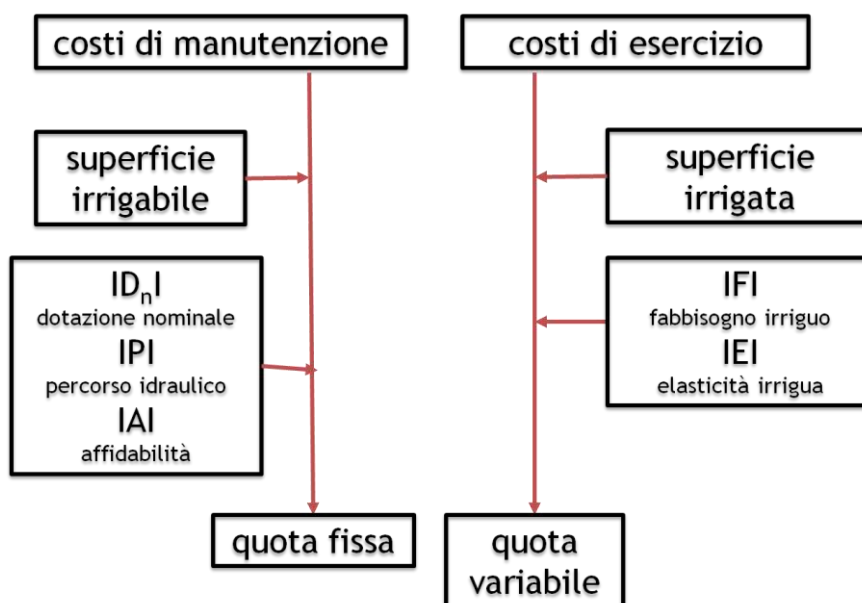 costi di manutenzione
costi di esercizio
superficie
irrigabile
superficie
irrigata
IDnI
dotazione nominale
IPI
percorso idraulico
IAI
affidabilità
IFI
fabbisogno irriguo
IEI
elasticità irrigua
quota fissa
quota
variabile